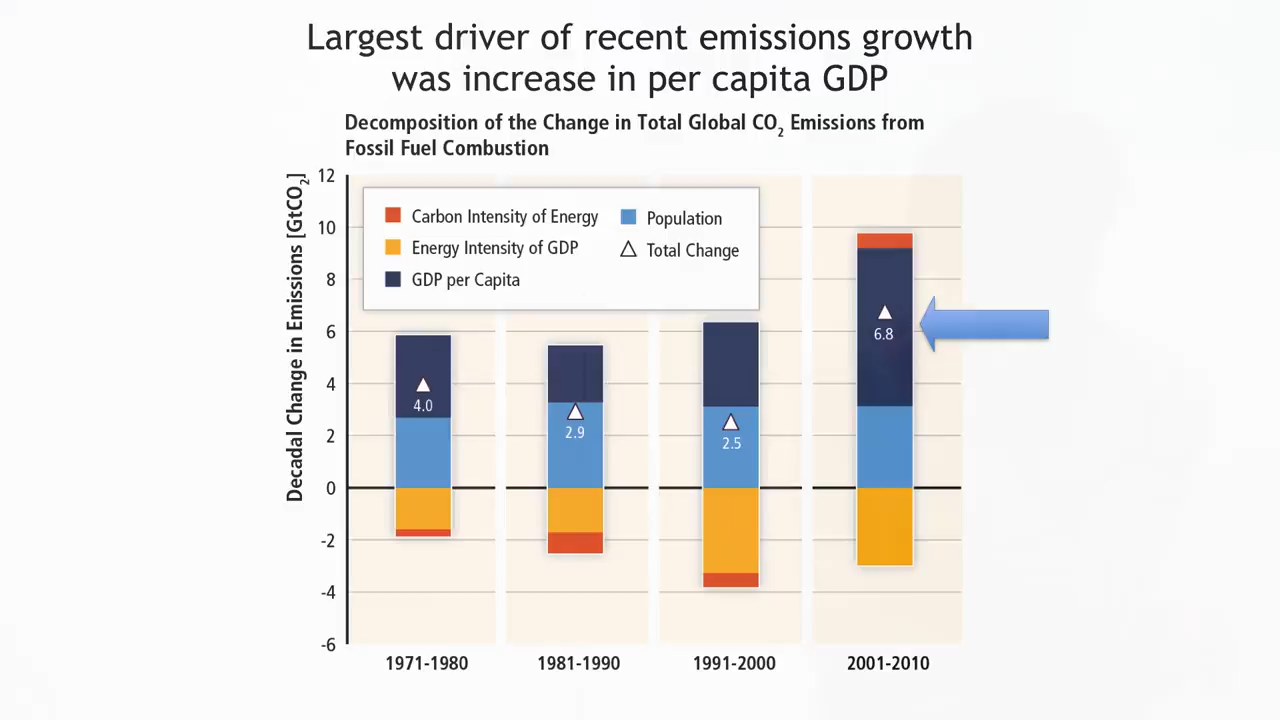 Largest driver of recent emissions growth
was increase in per capita GDP
Decomposition of the Change in Total Global CO2 Emissions from
Fossil Fuel Combustion
Decadal Change in Emissions [GtCO2]
12
10
8
6
4
2
0
-2
-4
-6
Carbon Intensity of Energy
Energy Intensity of GDP
GDP per Capita
Population
Total Change
4.0
2.9
2.5
6.8
1971-1980
1981-1990
1991-2000
2001-2010